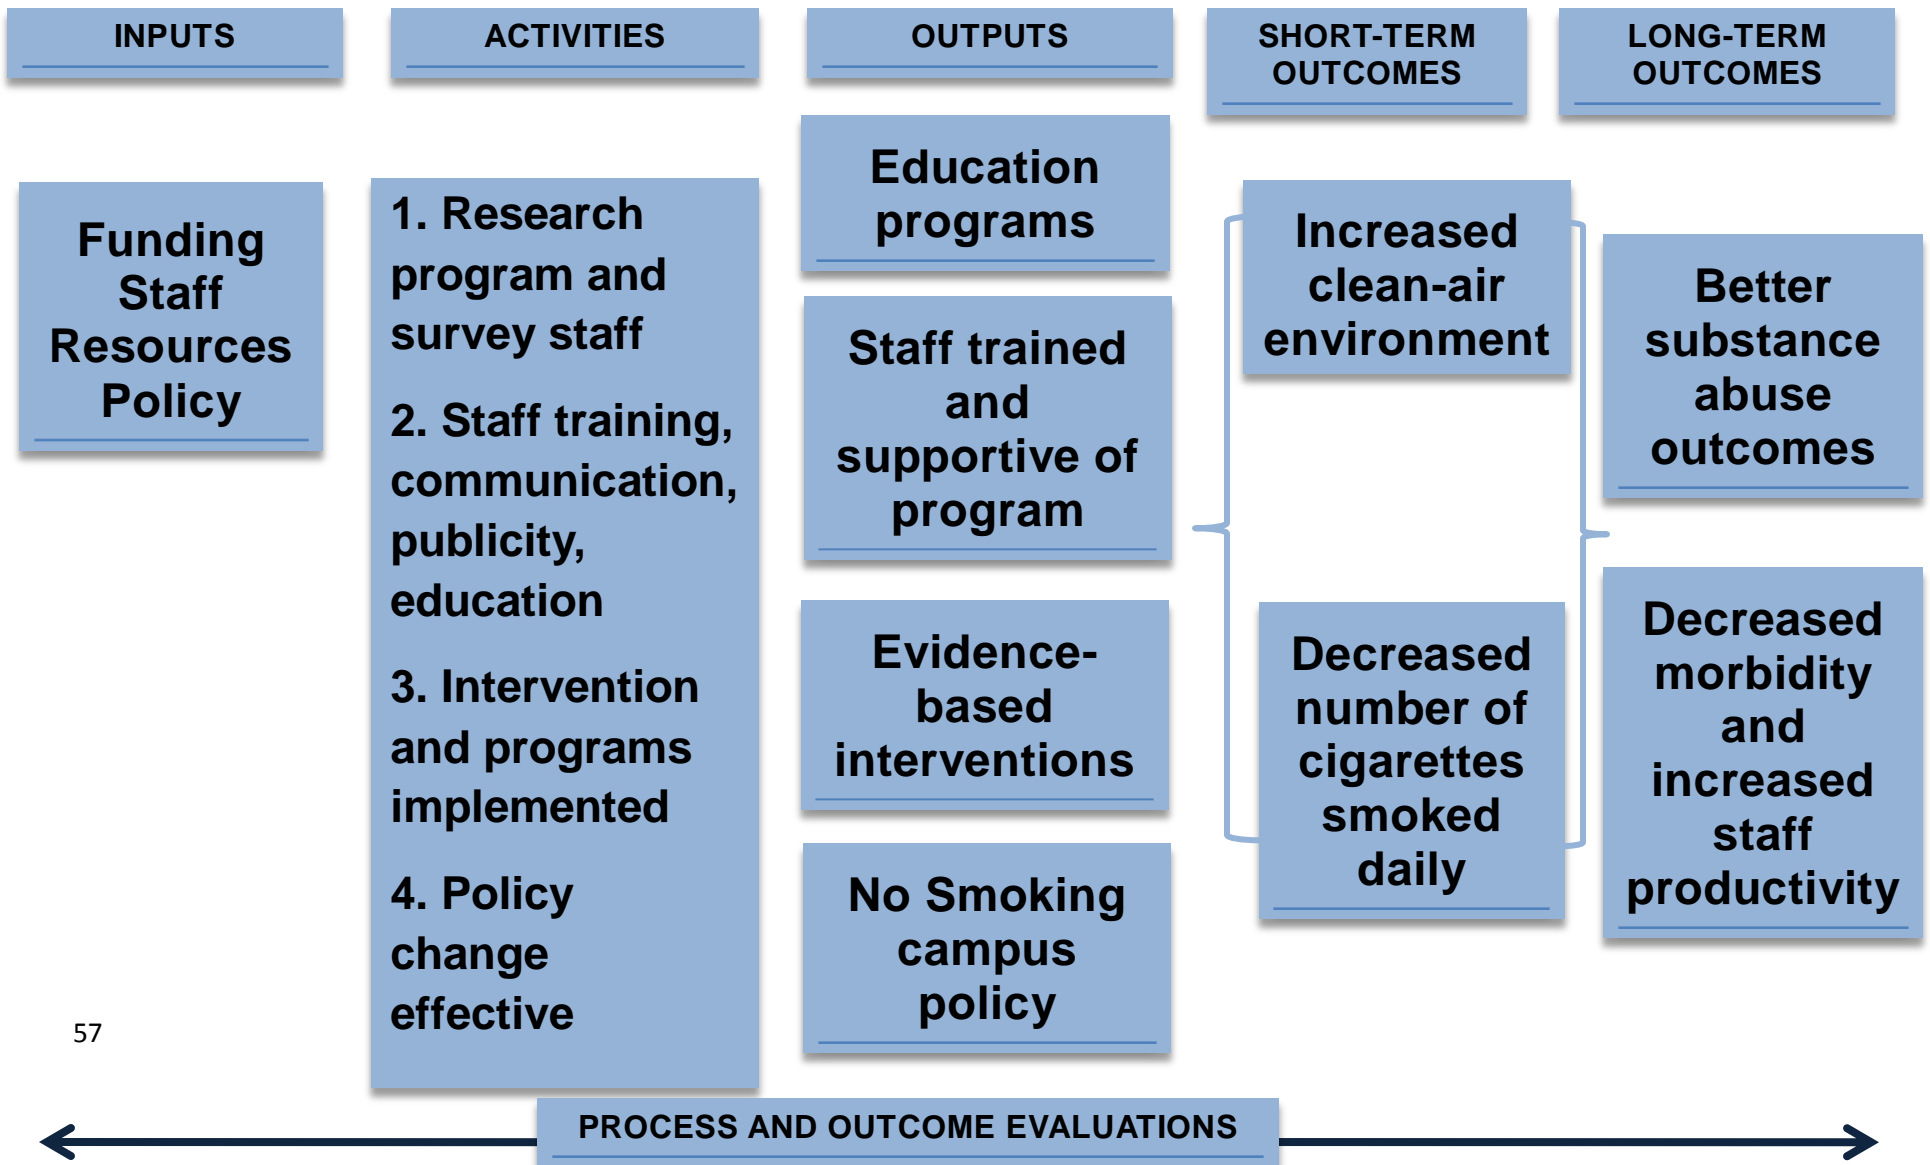 INPUTS
ACTIVITIES
OUTPUTS
SHORT-TERM
OUTCOMES
LONG-TERM
OUTCOMES
Funding
Staff
Resources
Policy
1. Research
program and
survey staff
2. Staff training,
communication,
publicity,
education
3. Intervention
and programs
implemented
4. Policy
change
effective
Education
programs
Staff trained
and
supportive of
program
Evidence-
based
interventions
No Smoking
campus
policy
Increased
clean-air
environment
Decreased
number of
cigarettes
smoked
daily
Better
substance
abuse
outcomes
Decreased
morbidity
and
increased
staff
productivity
57
PROCESS AND OUTCOME EVALUATIONS